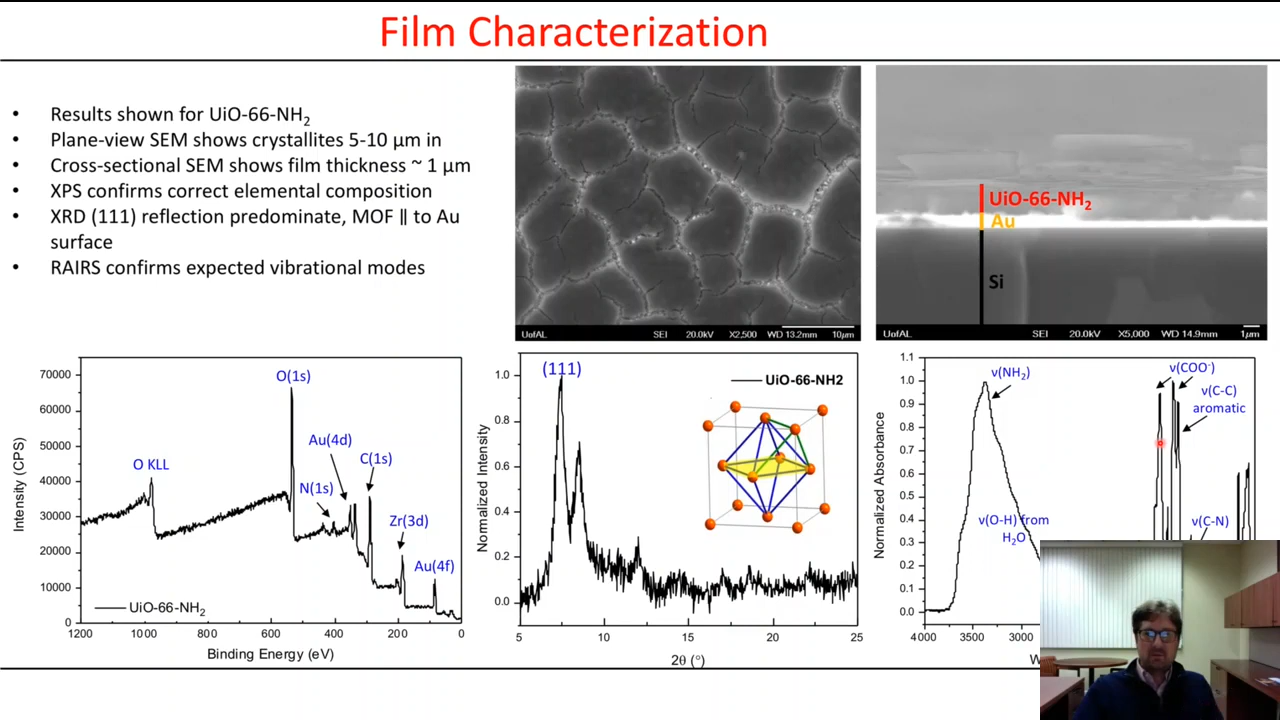 Film Characterization
• Results shown for UiO-66-NH2
• Plane-view SEM shows crystallites 5-10 µm in
• Cross-sectional SEM shows film thickness ~ 1 µm
• XPS confirms correct elemental composition
• XRD (111) reflection predominate, MOF ∥ to Au
surface
• RAIRS confirms expected vibrational modes
UofAL SEI 20.0kV X2,500 WD 13.2mm 10µm
UiO-66-NH2
Au
Si
UofAL SEI 20.0kV X5,000 WD 14.9mm 1µm
Intensity (CPS)
70000
60000
50000
40000
30000
20000
10000
0
O KLL
O(1s)
Au(4d)
N(1s)
C(1s)
Zr(3d)
Au(4f)
UiO-66-NH2
1200 1000 800 600 400 200 0
Binding Energy (eV)
Normalized Intensity
1.0
0.8
0.6
0.4
0.2
0.0
(111)
UiO-66-NH2
5 10 15 20 25
2θ (°)
Normalized Absorbance
1.1
1.0
0.9
0.8
0.7
0.6
0.5
0.4
0.3
0.2
0.1
0.0
ν(NH2)
ν(COO-)
ν(C-C)
aromatic
ν(O-H) from
H2O
ν(C-N)
4000 3500 3000
W